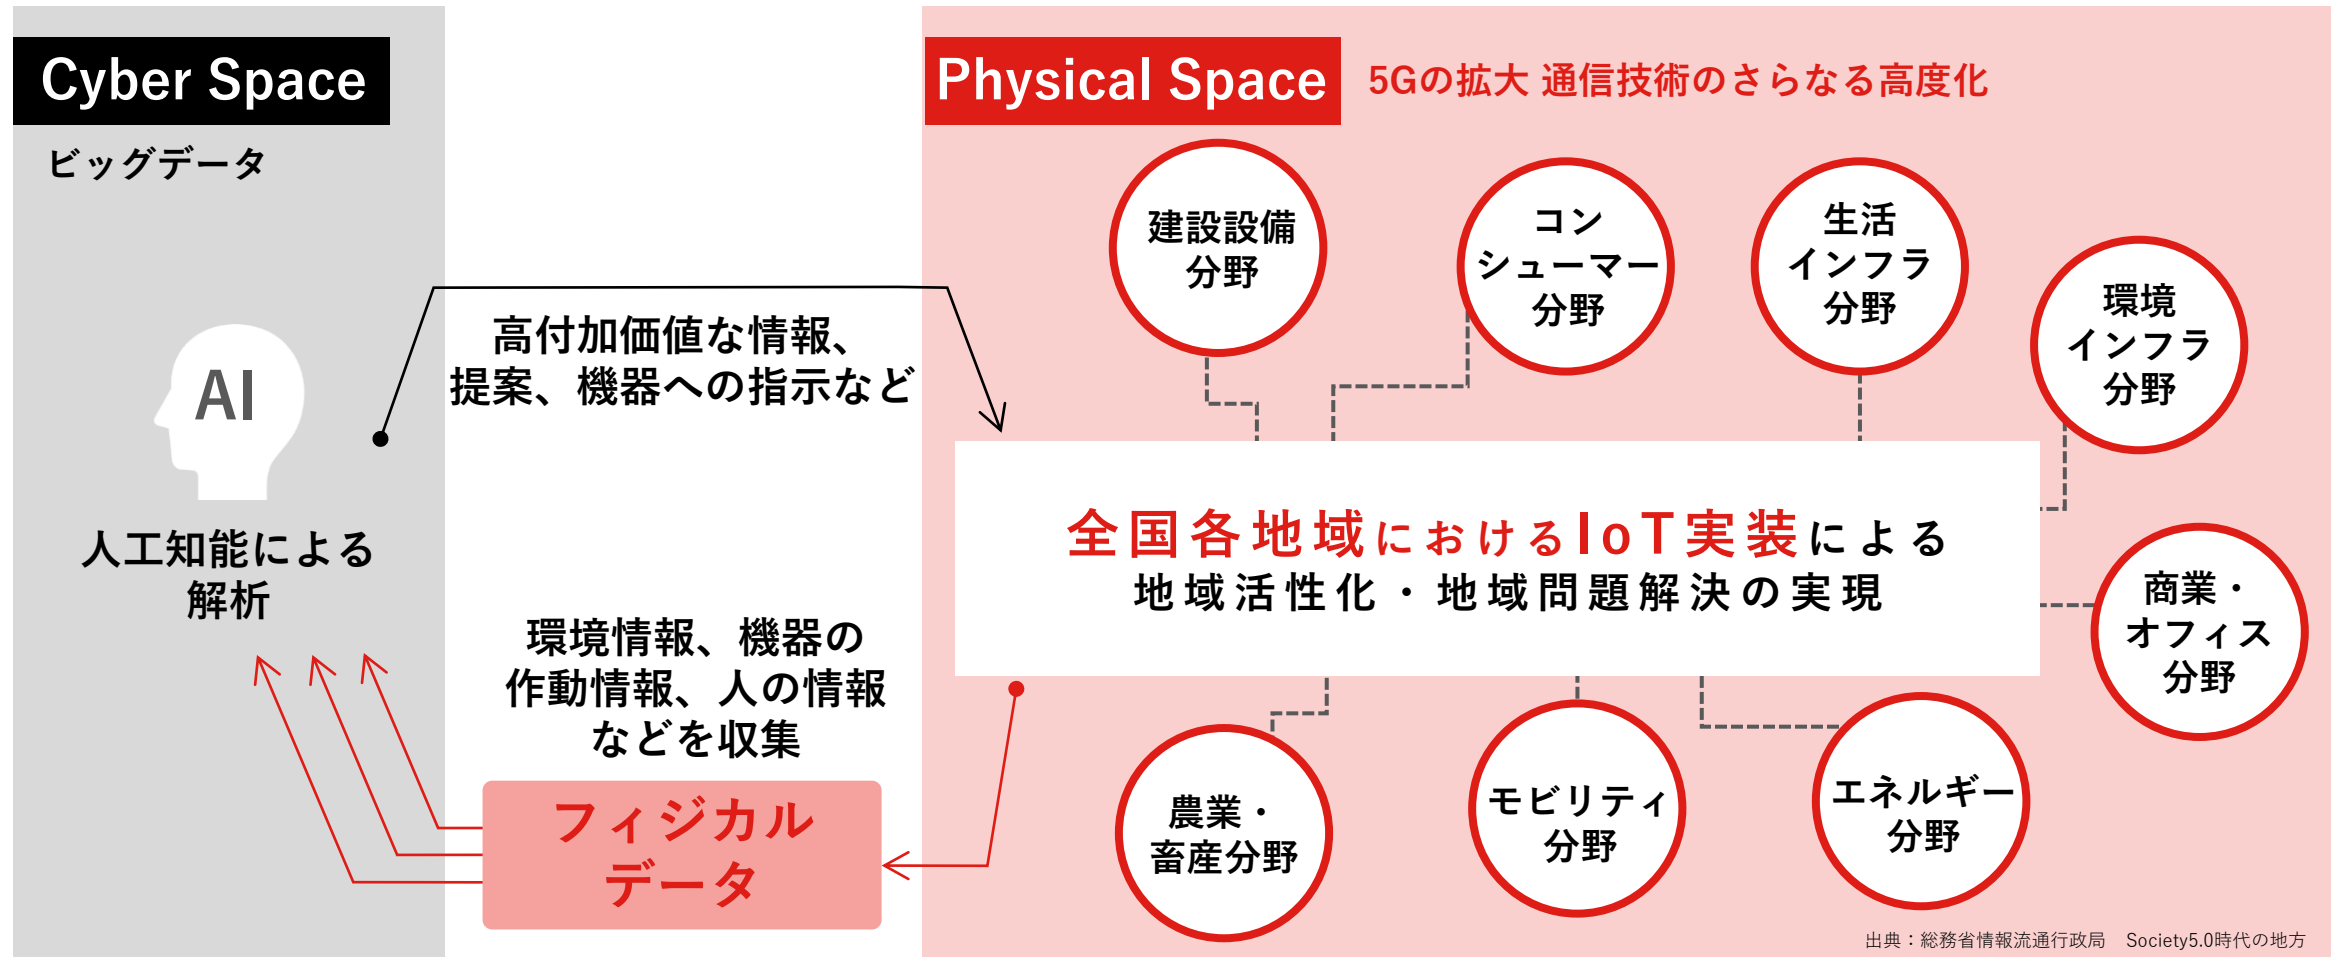 Cyber Space
ビッグデータ
AI
人工知能による
解析
高付加価値な情報、
提案、機器への指示など
環境情報、機器の
作動情報、人の情報
などを収集
フィジカル
データ
Physical Space
5Gの拡大 通信技術のさらなる高度化
建設設備
分野
コン
シューマー
分野
生活
インフラ
分野
環境
インフラ
分野
全国各地域におけるIoT実装による
地域活性化・地域問題解決の実現
商業・
オフィス
分野
農業・
畜産分野
モビリティ
分野
エネルギー
分野
出典：総務省情報流通行政局　Society5.0時代の地方